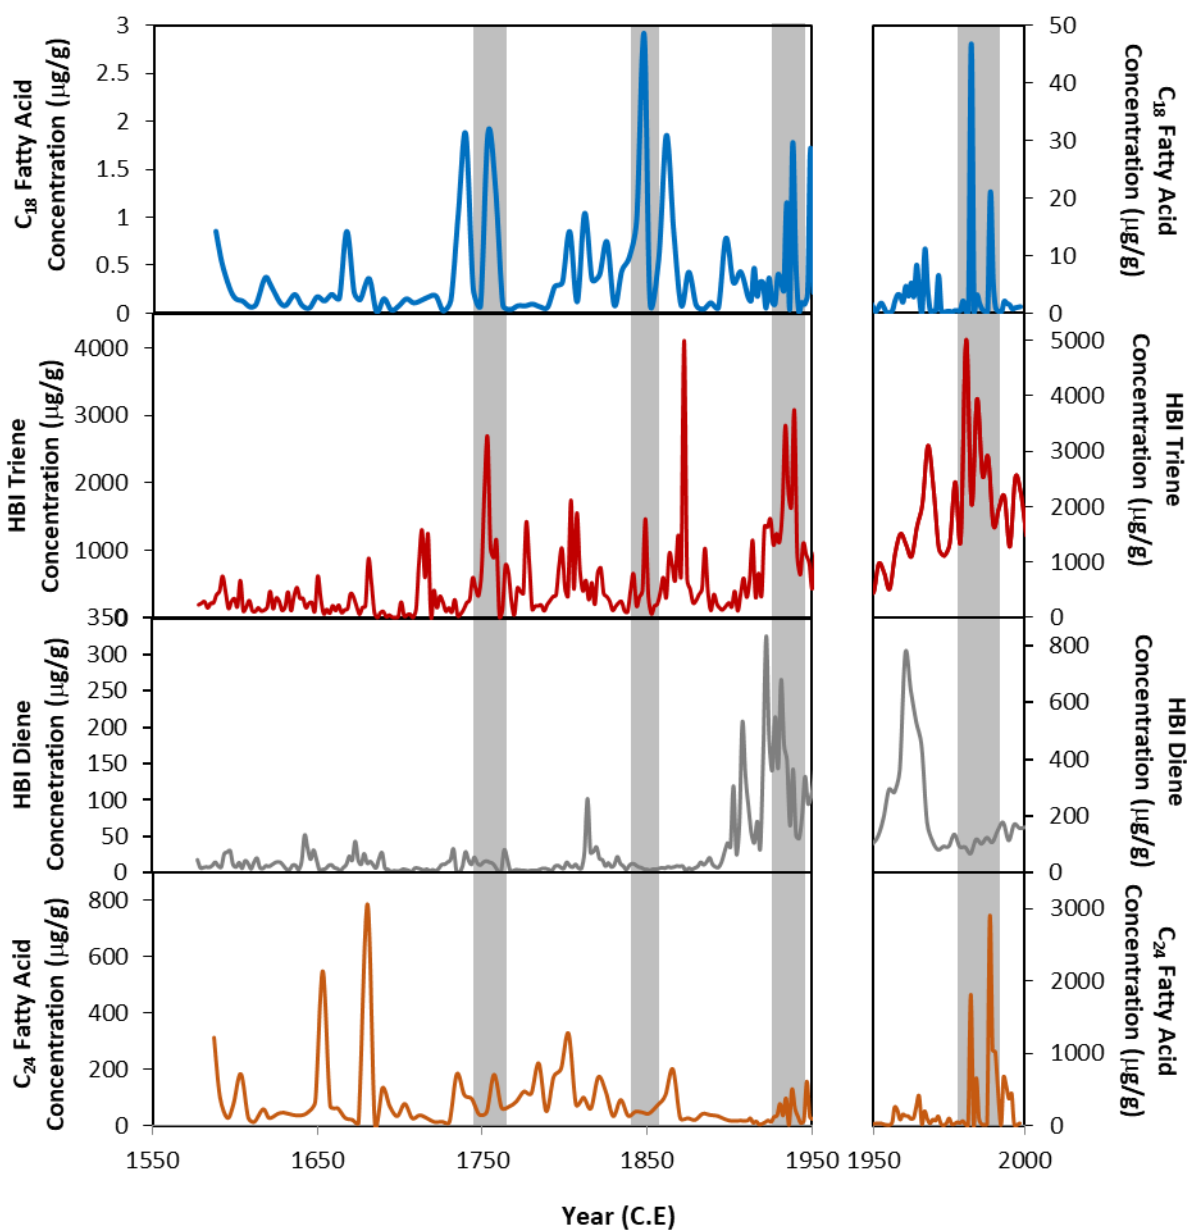 C18 Fatty Acid
Concentration (µg/g)
3
2.5
2
1.5
1
0.5
0
50
40
30
20
10
0
C18 Fatty Acid
Concentration (µg/g)
HBI Triene
Concentration (µg/g)
4000
3000
2000
1000
0
5000
4000
3000
2000
1000
0
HBI Triene
Concentration (µg/g)
HBI Diene
Concnetration (µg/g)
350
300
250
200
150
100
50
0
800
600
400
200
0
HBI Diene
Concentration (µg/g)
C24 Fatty Acid
Concentration (µg/g)
800
600
400
200
0
3000
2000
1000
0
C24 Fatty Acid
Concentration (µg/g)
1550 1650 1750 1850 1950 1950 2000
Year (C.E)